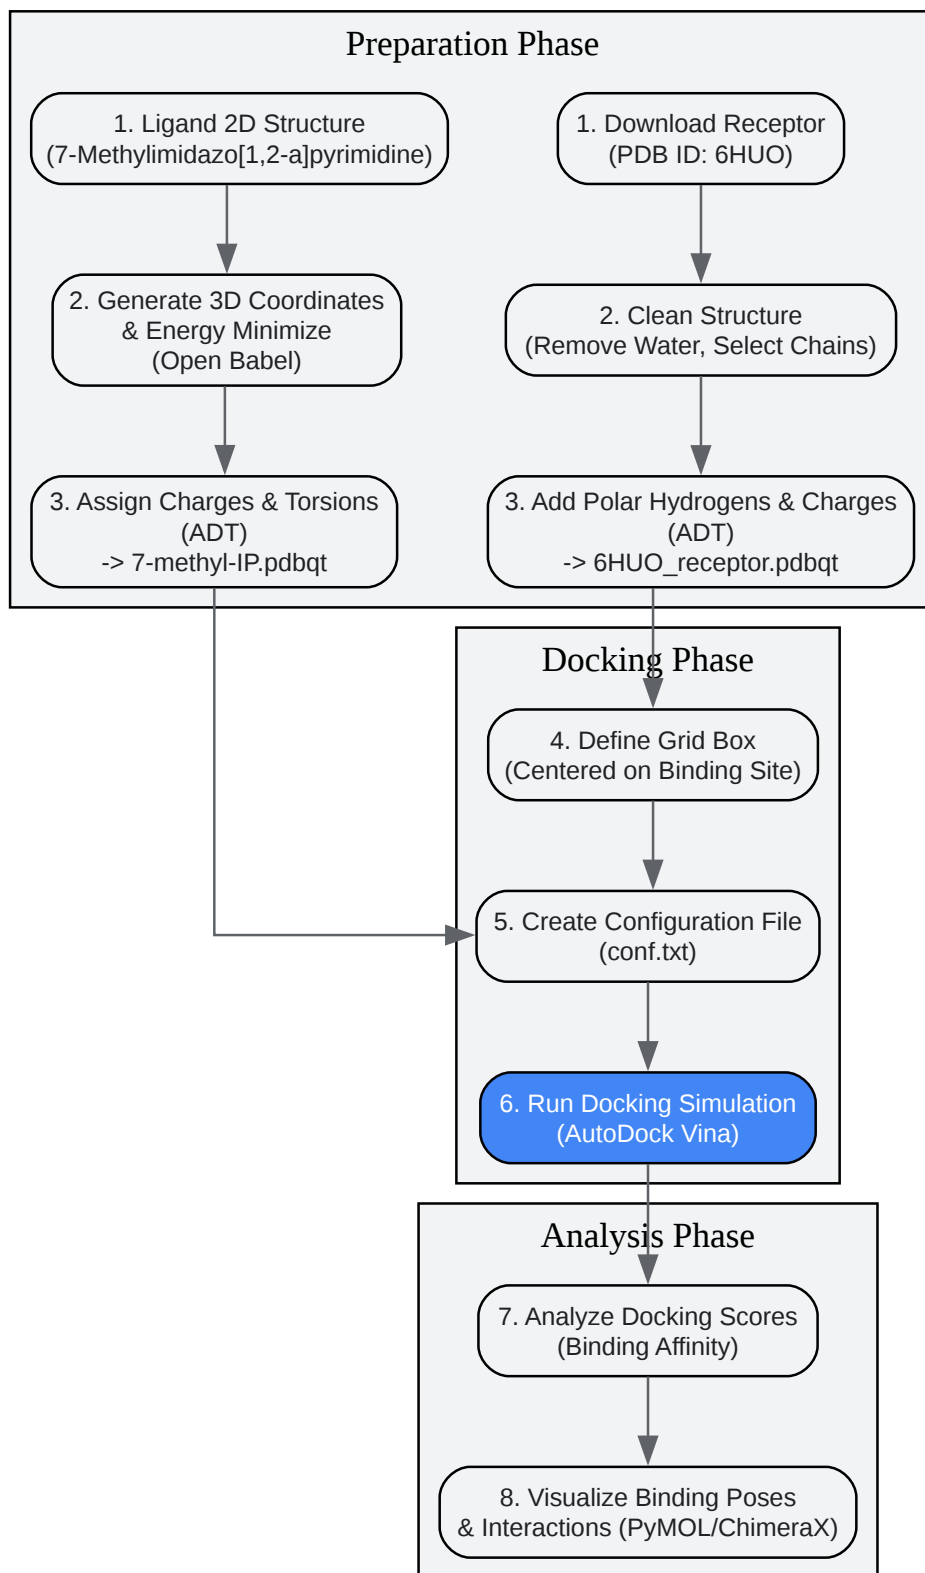 Preparation Phase
1. Ligand 2D Structure
(7-Methylimidazo[1,2-a]pyrimidine)
1. Download Receptor
(PDB ID: 6HUO)
2. Generate 3D Coordinates
& Energy Minimize
(Open Babel)
2. Clean Structure
(Remove Water, Select Chains)
3. Assign Charges & Torsions
(ADT)
-> 7-methyl-IP.pdbqt
3. Add Polar Hydrogens & Charges
(ADT)
-> 6HUO_receptor.pdbqt
Docking Phase
4. Define Grid Box
(Centered on Binding Site)
5. Create Configuration File
(conf.txt)
6. Run Docking Simulation
(AutoDock Vina)
Analysis Phase
7. Analyze Docking Scores
(Binding Affinity)
8. Visualize Binding Poses
& Interactions (PyMOL/ChimeraX)